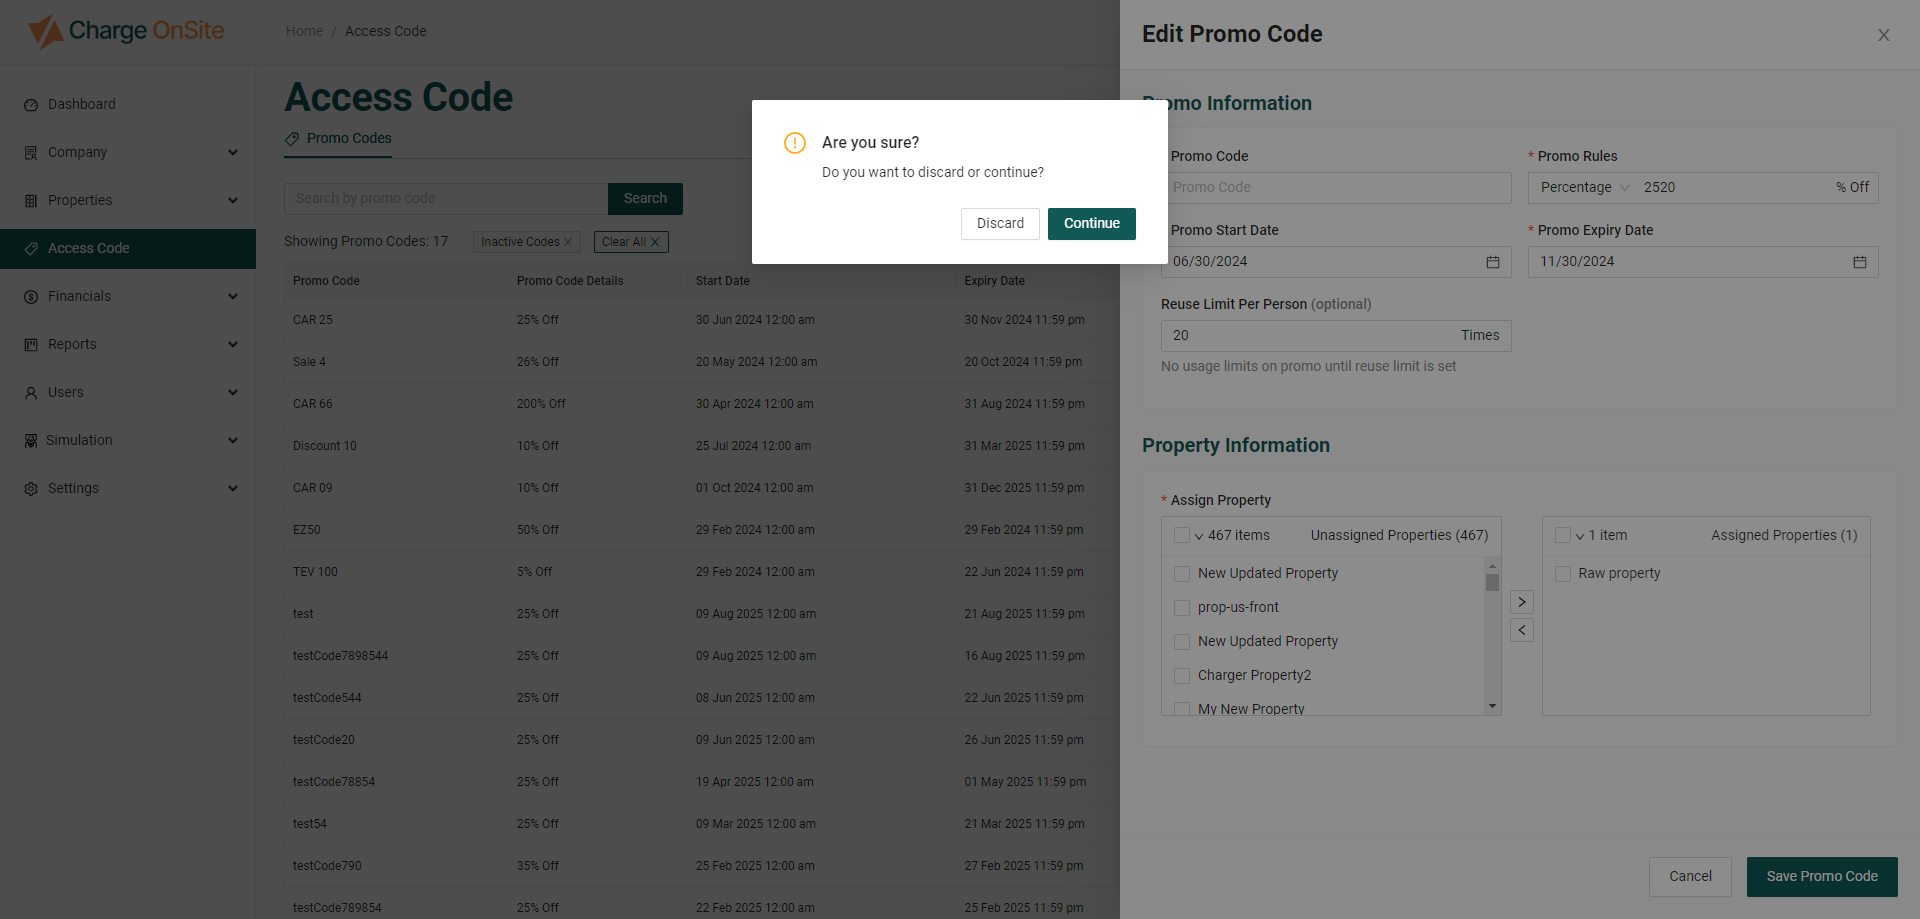 Charge OnSite
Home / Access Code
Dashboard
Company
Properties
Access Code
Financials
Reports
Users
Simulation
Settings
Access Code
Promo Codes
Search by promo code
Search
Showing Promo Codes: 17
Inactive Codes
Clear All
Promo Code Promo Code Details Start Date Expiry Date
CAR 25 25% Off 30 Jun 2024 12:00 am 30 Nov 2024 11:59 pm
Sale 4 26% Off 20 May 2024 12:00 am 20 Oct 2024 11:59 pm
CAR 66 200% Off 30 Apr 2024 12:00 am 31 Aug 2024 11:59 pm
Discount 10 10% Off 25 Jul 2024 12:00 am 31 Mar 2025 11:59 pm
CAR 09 10% Off 01 Oct 2024 12:00 am 31 Dec 2025 11:59 pm
EZ50 50% Off 29 Feb 2024 12:00 am 29 Feb 2024 11:59 pm
TEV 100 5% Off 29 Feb 2024 12:00 am 22 Jun 2024 11:59 pm
test 25% Off 09 Aug 2025 12:00 am 21 Aug 2025 11:59 pm
testCode7898544 25% Off 09 Aug 2025 12:00 am 16 Aug 2025 11:59 pm
testCode544 25% Off 08 Jun 2025 12:00 am 22 Jun 2025 11:59 pm
testCode20 25% Off 09 Jun 2025 12:00 am 26 Jun 2025 11:59 pm
testCode78854 25% Off 19 Apr 2025 12:00 am 01 May 2025 11:59 pm
test54 25% Off 09 Mar 2025 12:00 am 21 Mar 2025 11:59 pm
testCode790 35% Off 25 Feb 2025 12:00 am 27 Feb 2025 11:59 pm
testCode789854 25% Off 22 Feb 2025 12:00 am 25 Feb 2025 11:59 pm
Are you sure?
Do you want to discard or continue?
Discard
Continue
Edit Promo Code
Promo Information
Promo Code
Promo Code
* Promo Rules
Percentage 2520 % Off
Promo Start Date
06/30/2024
* Promo Expiry Date
11/30/2024
Reuse Limit Per Person (optional)
20 Times
No usage limits on promo until reuse limit is set
Property Information
* Assign Property
467 items Unassigned Properties (467)
New Updated Property
prop-us-front
New Updated Property
Charger Property2
My New Property
1 item Assigned Properties (1)
Raw property
Cancel
Save Promo Code